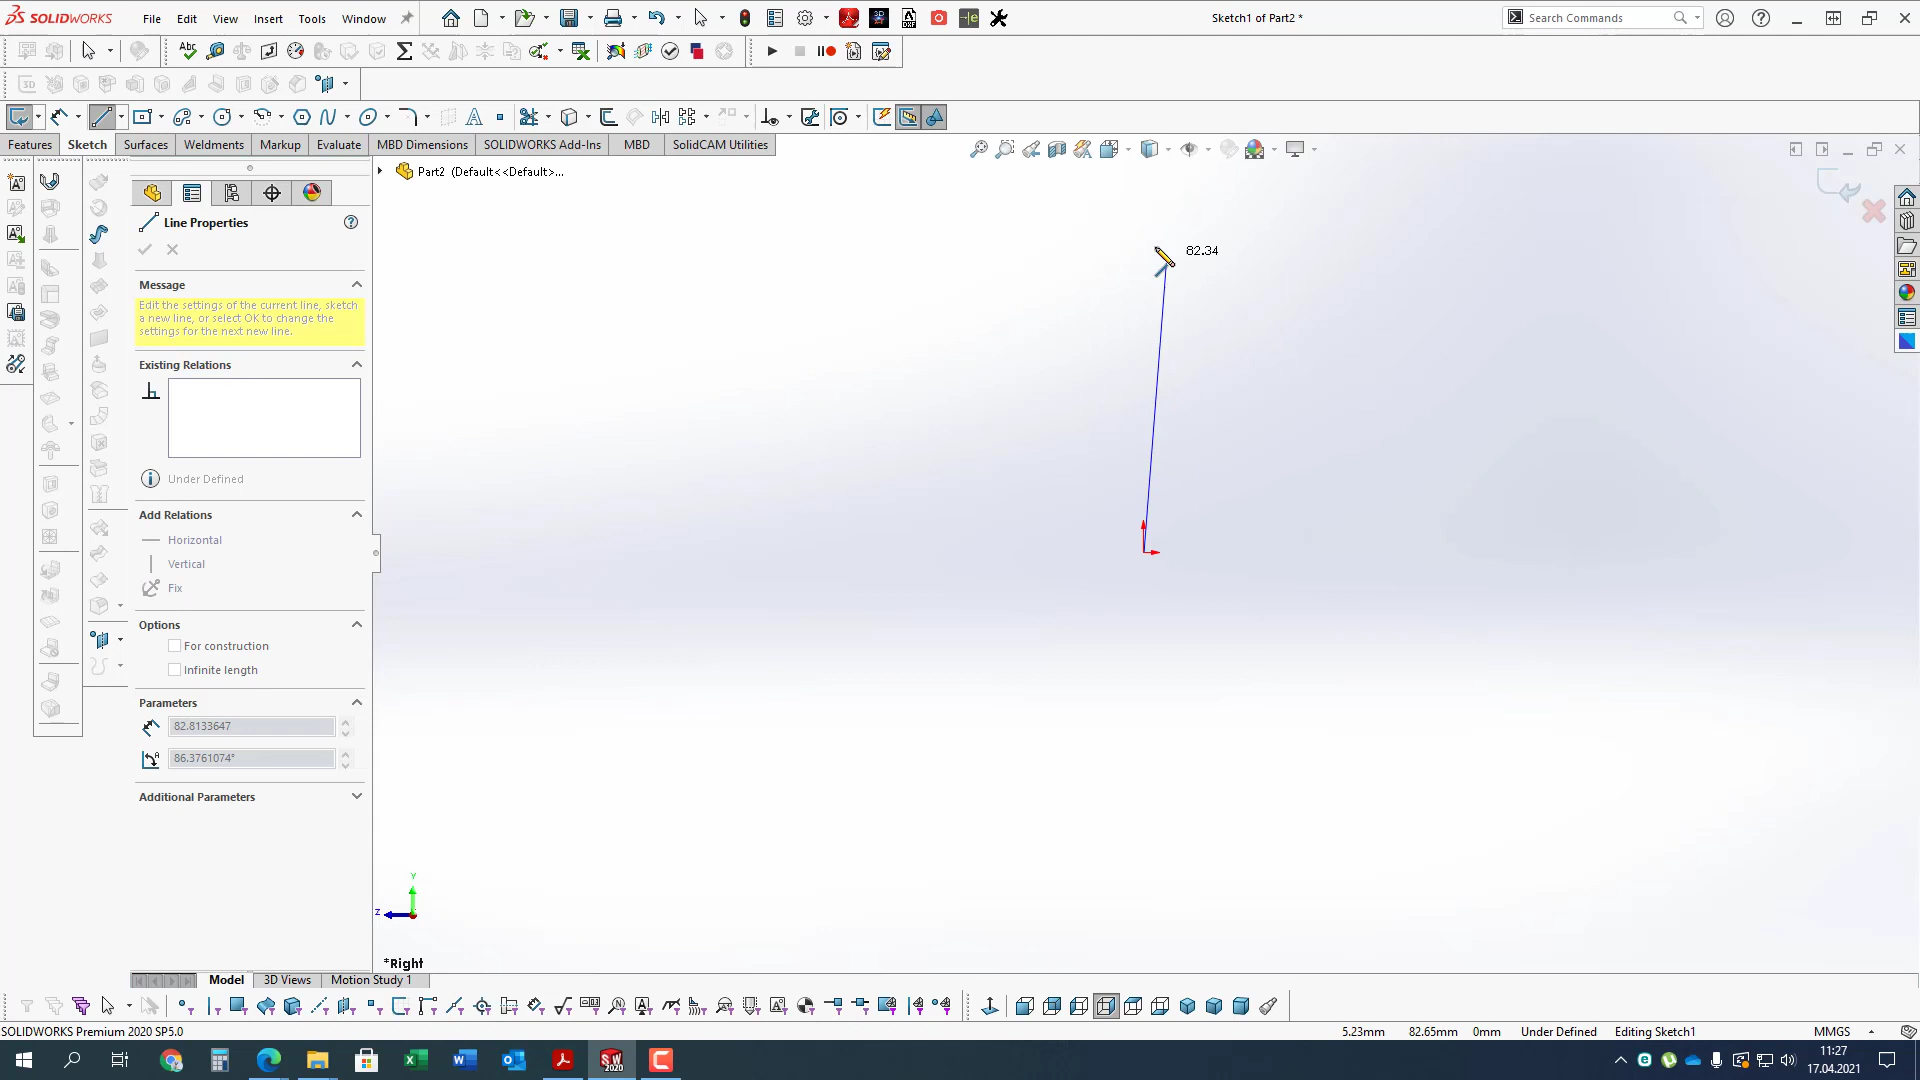 SOLIDWORKS File Edit View Insert Tools Window Sketch1 of Part2 * Search Commands
Features Sketch Surfaces Weldments Markup Evaluate MBD Dimensions SOLIDWORKS Add-Ins MBD SolidCAM Utilities
Part2 (Default<<Default>...
Line Properties
Message
Edit the settings of the current line, sketch
a new line, or select OK to change the
settings for the next new line.
82.34
Existing Relations
Under Defined
Add Relations
Horizontal
Vertical
Fix
Options
For construction
Infinite length
Parameters
82.8133647
86.3761074°
Additional Parameters
Y
Z
*Right
Model 3D Views Motion Study 1
SOLIDWORKS Premium 2020 SP5.0 5.23mm 82.65mm 0mm Under Defined Editing Sketch1 MMGS
11:27
17.04.2021